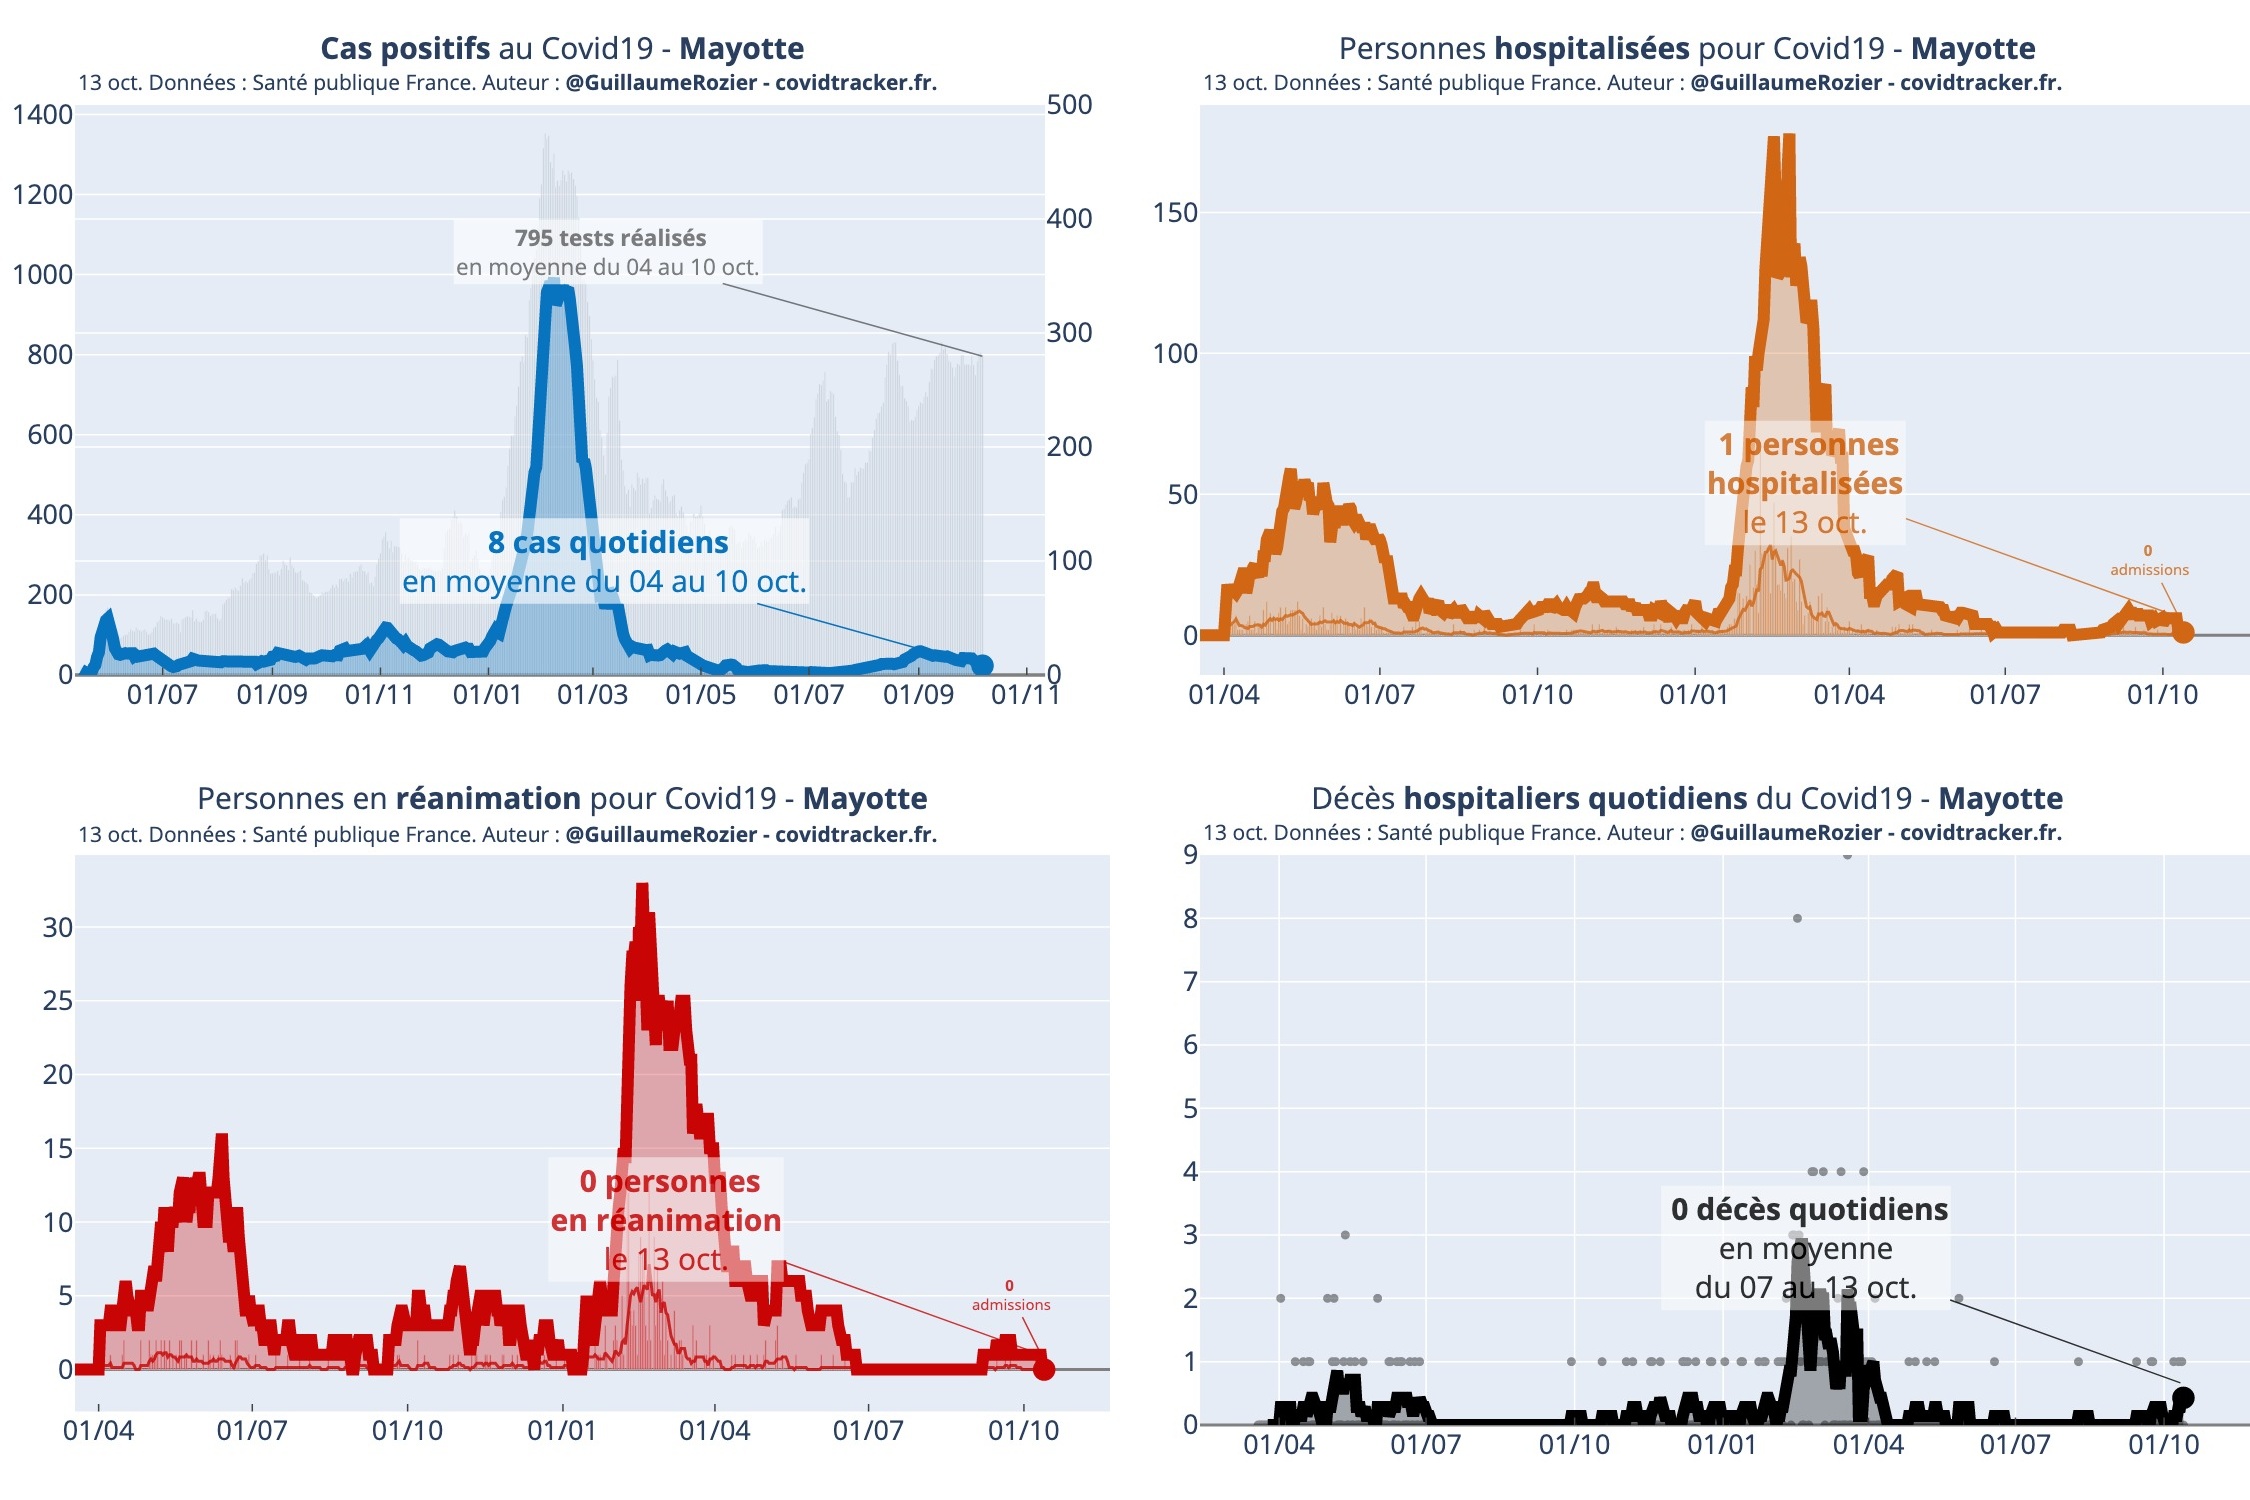 Cas positifs au Covid19 - Mayotte
13 oct. Données : Santé publique France. Auteur : @GuillaumeRozier - covidtracker.fr.
1400
1200
1000
800
600
400
200
0
500
400
300
200
100
0
795 tests réalisés
en moyenne du 04 au 10 oct.
8 cas quotidiens
en moyenne du 04 au 10 oct.
01/07 01/09 01/11 01/01 01/03 01/05 01/07 01/09 01/11
Personnes hospitalisées pour Covid19 - Mayotte
13 oct. Données : Santé publique France. Auteur : @GuillaumeRozier - covidtracker.fr.
150
100
50
0
1 personnes
hospitalisées
le 13 oct.
0
admissions
01/04 01/07 01/10 01/01 01/04 01/07 01/10
Personnes en réanimation pour Covid19 - Mayotte
13 oct. Données : Santé publique France. Auteur : @GuillaumeRozier - covidtracker.fr.
30
25
20
15
10
5
0
0 personnes
en réanimation
le 13 oct.
0
admissions
01/04 01/07 01/10 01/01 01/04 01/07 01/10
Décès hospitaliers quotidiens du Covid19 - Mayotte
13 oct. Données : Santé publique France. Auteur : @GuillaumeRozier - covidtracker.fr.
9
8
7
6
5
4
3
2
1
0
0 décès quotidiens
en moyenne
du 07 au 13 oct.
01/04 01/07 01/10 01/01 01/04 01/07 01/10